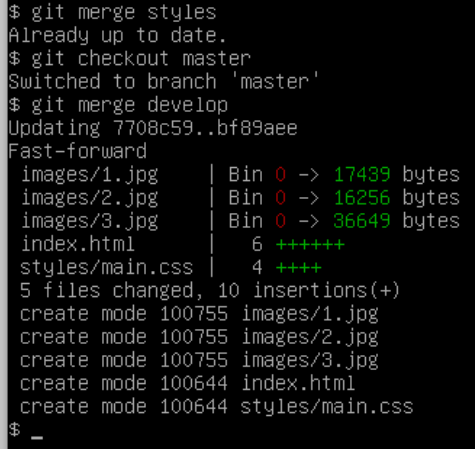 $ git merge styles
Already up to date.
$ git checkout master
Switched to branch 'master'
$ git merge develop
Updating 7708c59..bf89aee
Fast-forward
 images/1.jpg    | Bin 0 -> 17439 bytes
 images/2.jpg    | Bin 0 -> 16256 bytes
 images/3.jpg    | Bin 0 -> 36649 bytes
 index.html      |   6 ++++++
 styles/main.css |   4 ++++
 5 files changed, 10 insertions(+)
 create mode 100755 images/1.jpg
 create mode 100755 images/2.jpg
 create mode 100755 images/3.jpg
 create mode 100644 index.html
 create mode 100644 styles/main.css
$ _